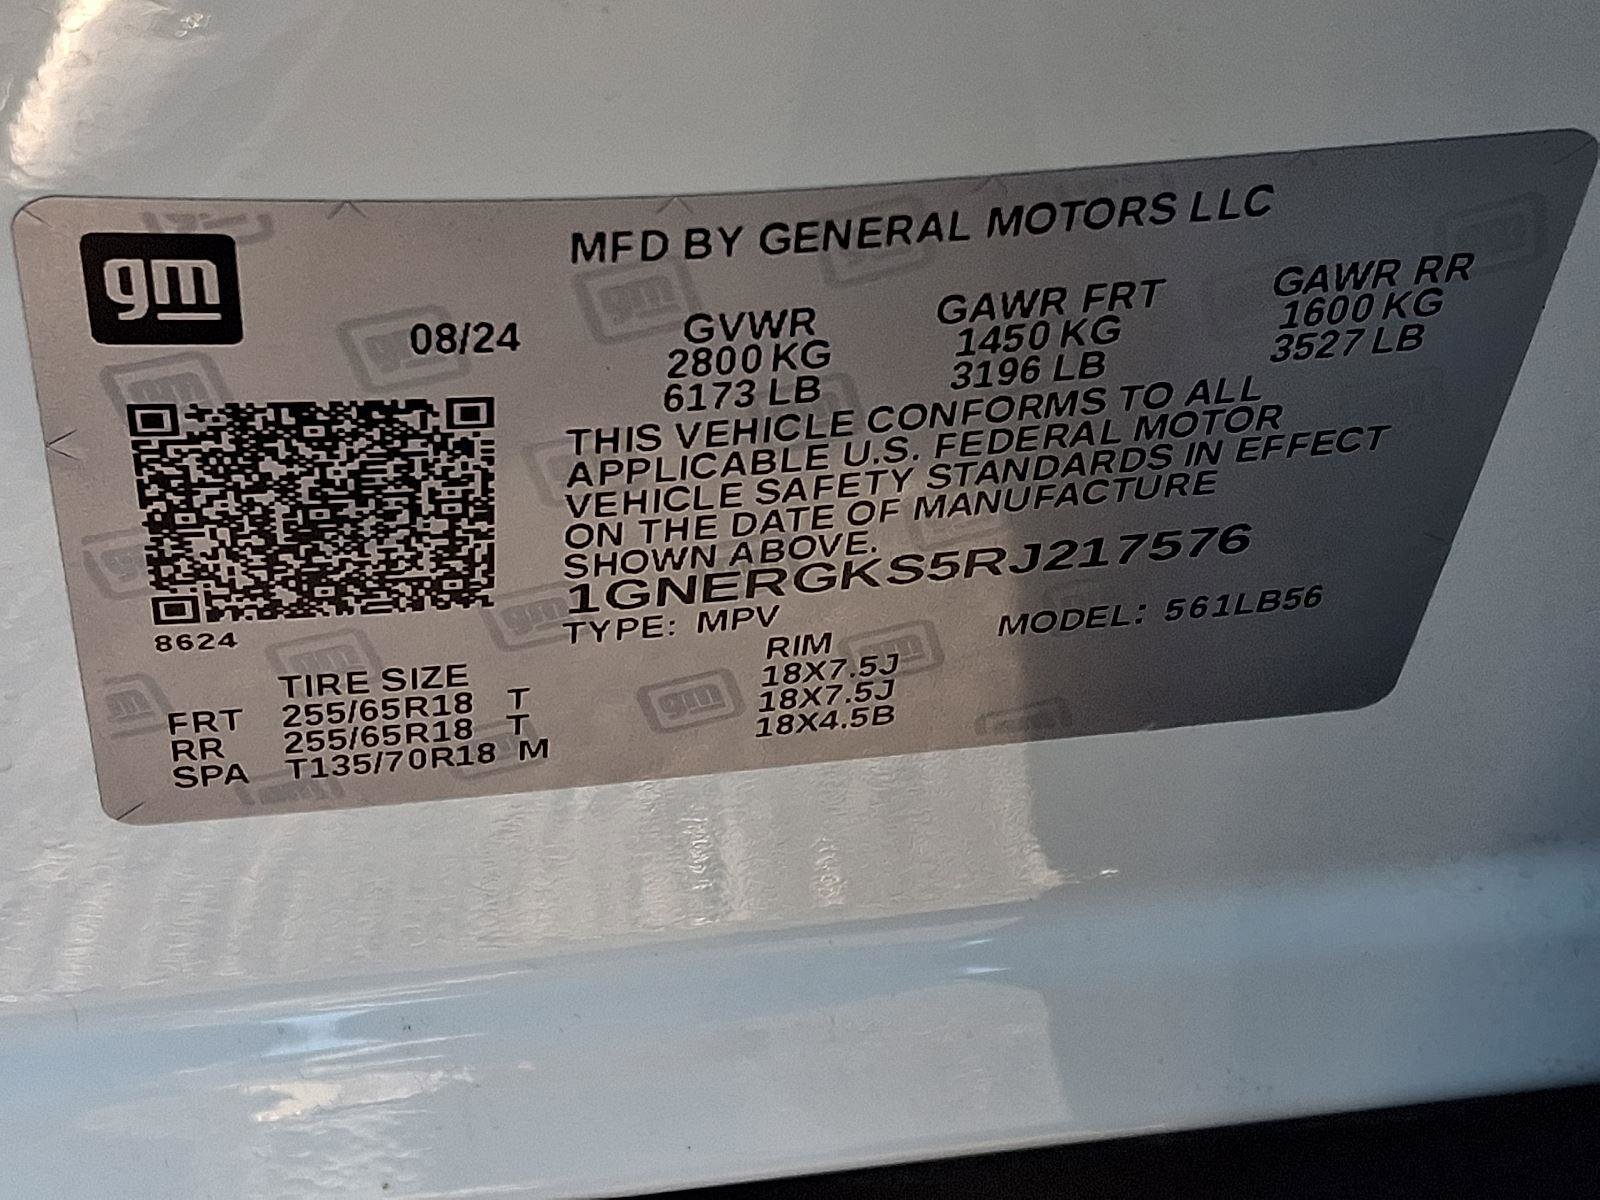 gm
MFD BY GENERAL MOTORS LLC
08/24
GVWR GAWR FRT GAWR RR
2800 KG 1450 KG 1600 KG
6173 LB 3196 LB 3527 LB
THIS VEHICLE CONFORMS TO ALL
APPLICABLE U.S. FEDERAL MOTOR
VEHICLE SAFETY STANDARDS IN EFFECT
ON THE DATE OF MANUFACTURE
SHOWN ABOVE.
1GNERGKS5RJ217576
TYPE: MPV MODEL: 561LB56
8624
TIRE SIZE RIM
FRT 255/65R18 T 18X7.5J
RR 255/65R18 T 18X7.5J
SPA T135/70R18 M 18X4.5B